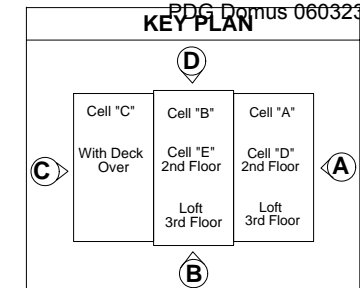 PDG Domus 060323
KEY PLAN
D
Cell "C"
With Deck
Over
Cell "B"
Cell "E"
2nd Floor
Loft
3rd Floor
Cell "A"
Cell "D"
2nd Floor
Loft
3rd Floor
C
A
B